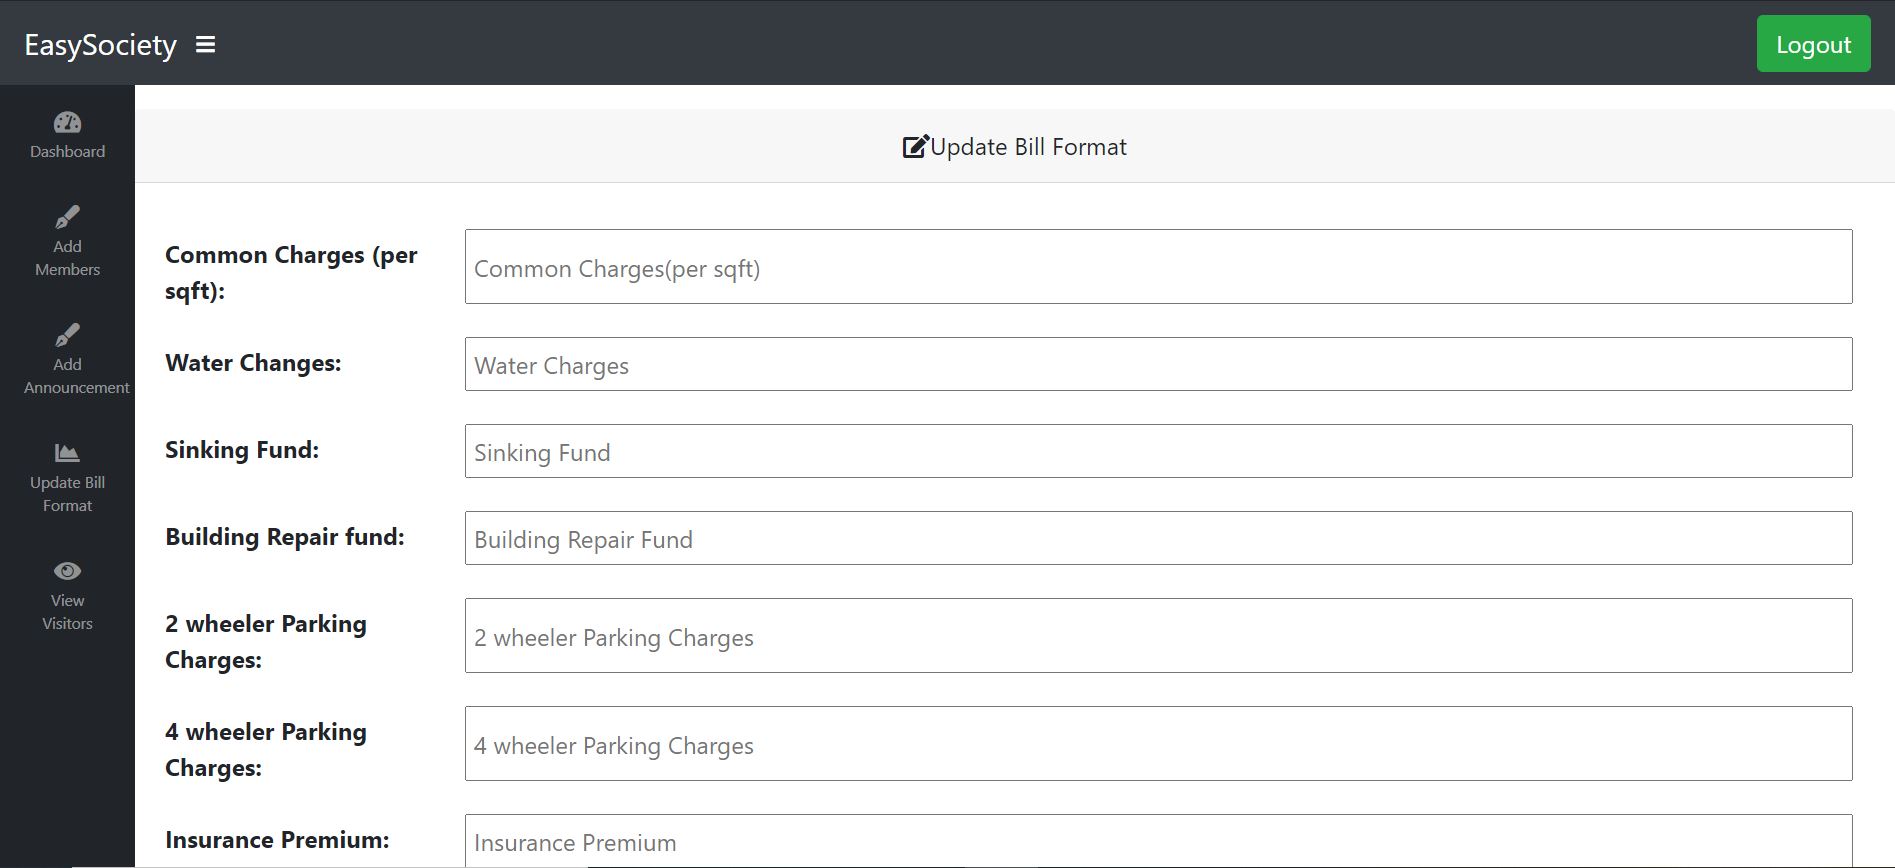 EasySociety
Logout
Dashboard
Add
Members
Add
Announcement
Update Bill
Format
View
Visitors
Update Bill Format
Common Charges (per
sqft):
Common Charges(per sqft)
Water Changes:
Water Charges
Sinking Fund:
Sinking Fund
Building Repair fund:
Building Repair Fund
2 wheeler Parking
Charges:
2 wheeler Parking Charges
4 wheeler Parking
Charges:
4 wheeler Parking Charges
Insurance Premium:
Insurance Premium